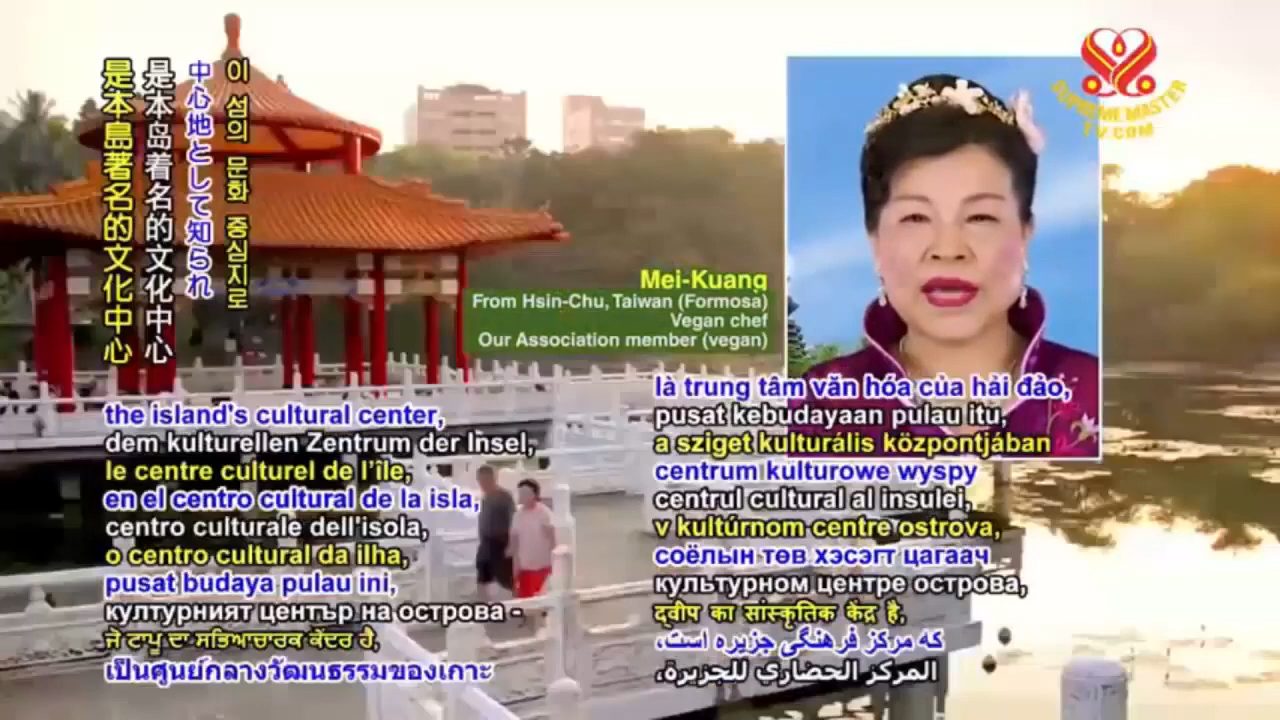 이 섬의 문화 중심지로
中心地として知られ
是本岛着名的文化中心
是本島著名的文化中心
SUPREME MASTER
TV.COM
Mei-Kuang
From Hsin-Chu, Taiwan (Formosa)
Vegan chef
Our Association member (vegan)
the island's cultural center,
dem kulturellen Zentrum der Insel,
le centre culturel de l'île,
en el centro cultural de la isla,
centro culturale dell'isola,
o centro cultural da ilha,
pusat budaya pulau ini,
културният център на острова -
ਜੋ ਟਾਪੂ ਦਾ ਸਭਿਆਚਾਰਕ ਕੇਂਦਰ ਹੈ,
เป็นศูนย์กลางวัฒนธรรมของเกาะ
là trung tâm văn hóa của hải đảo,
pusat kebudayaan pulau itu,
a sziget kulturális központjában
centrum kulturowe wyspy
centrul cultural al insulei,
v kultúrnom centre ostrova,
соёлын төв хэсэгт цагаач
культурном центре острова,
द्वीप का सांस्कृतिक केंद्र है,
که مرکز فرهنگی جزیره است،
المركز الحضاري للجزيرة،